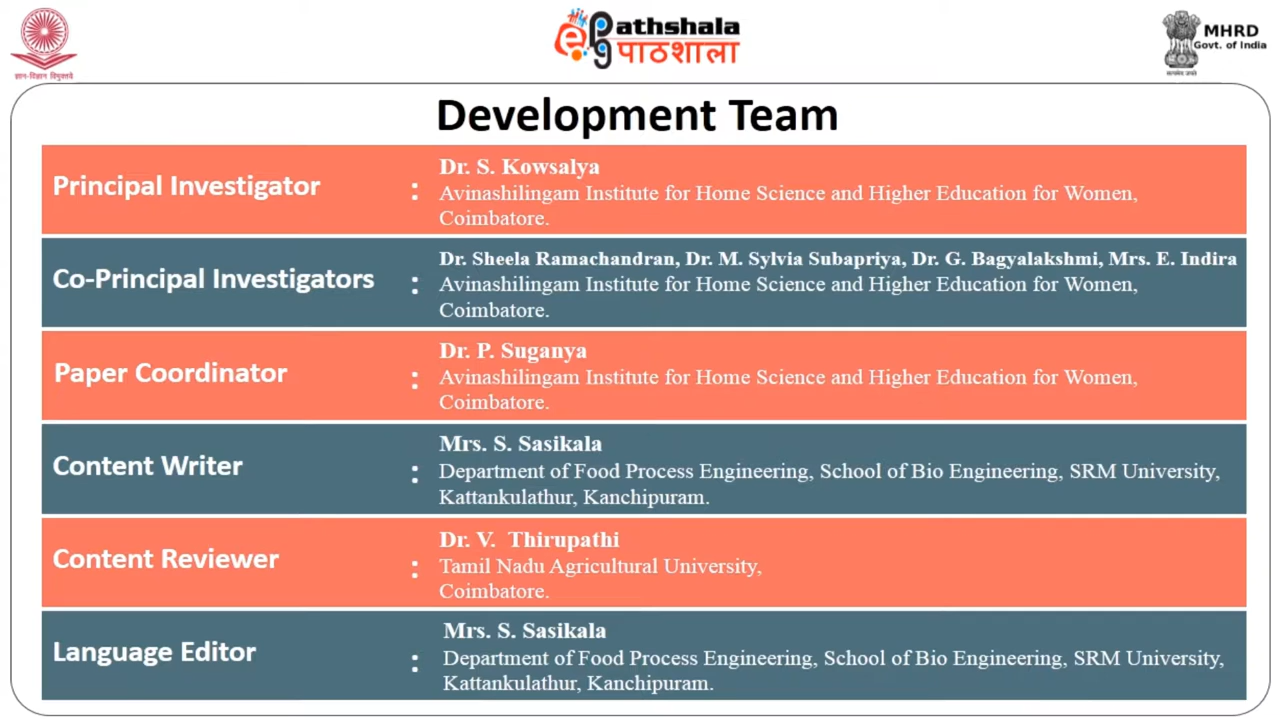 ज्ञान-विज्ञान विमुक्तये
ePG Pathshala
पाठशाला
MHRD
Govt. of India
सत्यमेव जयते
Development Team
Principal Investigator : Dr. S. Kowsalya
Avinashilingam Institute for Home Science and Higher Education for Women,
Coimbatore.
Co-Principal Investigators : Dr. Sheela Ramachandran, Dr. M. Sylvia Subapriya, Dr. G. Bagyalakshmi, Mrs. E. Indira
Avinashilingam Institute for Home Science and Higher Education for Women,
Coimbatore.
Paper Coordinator : Dr. P. Suganya
Avinashilingam Institute for Home Science and Higher Education for Women,
Coimbatore.
Content Writer : Mrs. S. Sasikala
Department of Food Process Engineering, School of Bio Engineering, SRM University,
Kattankulathur, Kanchipuram.
Content Reviewer : Dr. V. Thirupathi
Tamil Nadu Agricultural University,
Coimbatore.
Language Editor : Mrs. S. Sasikala
Department of Food Process Engineering, School of Bio Engineering, SRM University,
Kattankulathur, Kanchipuram.